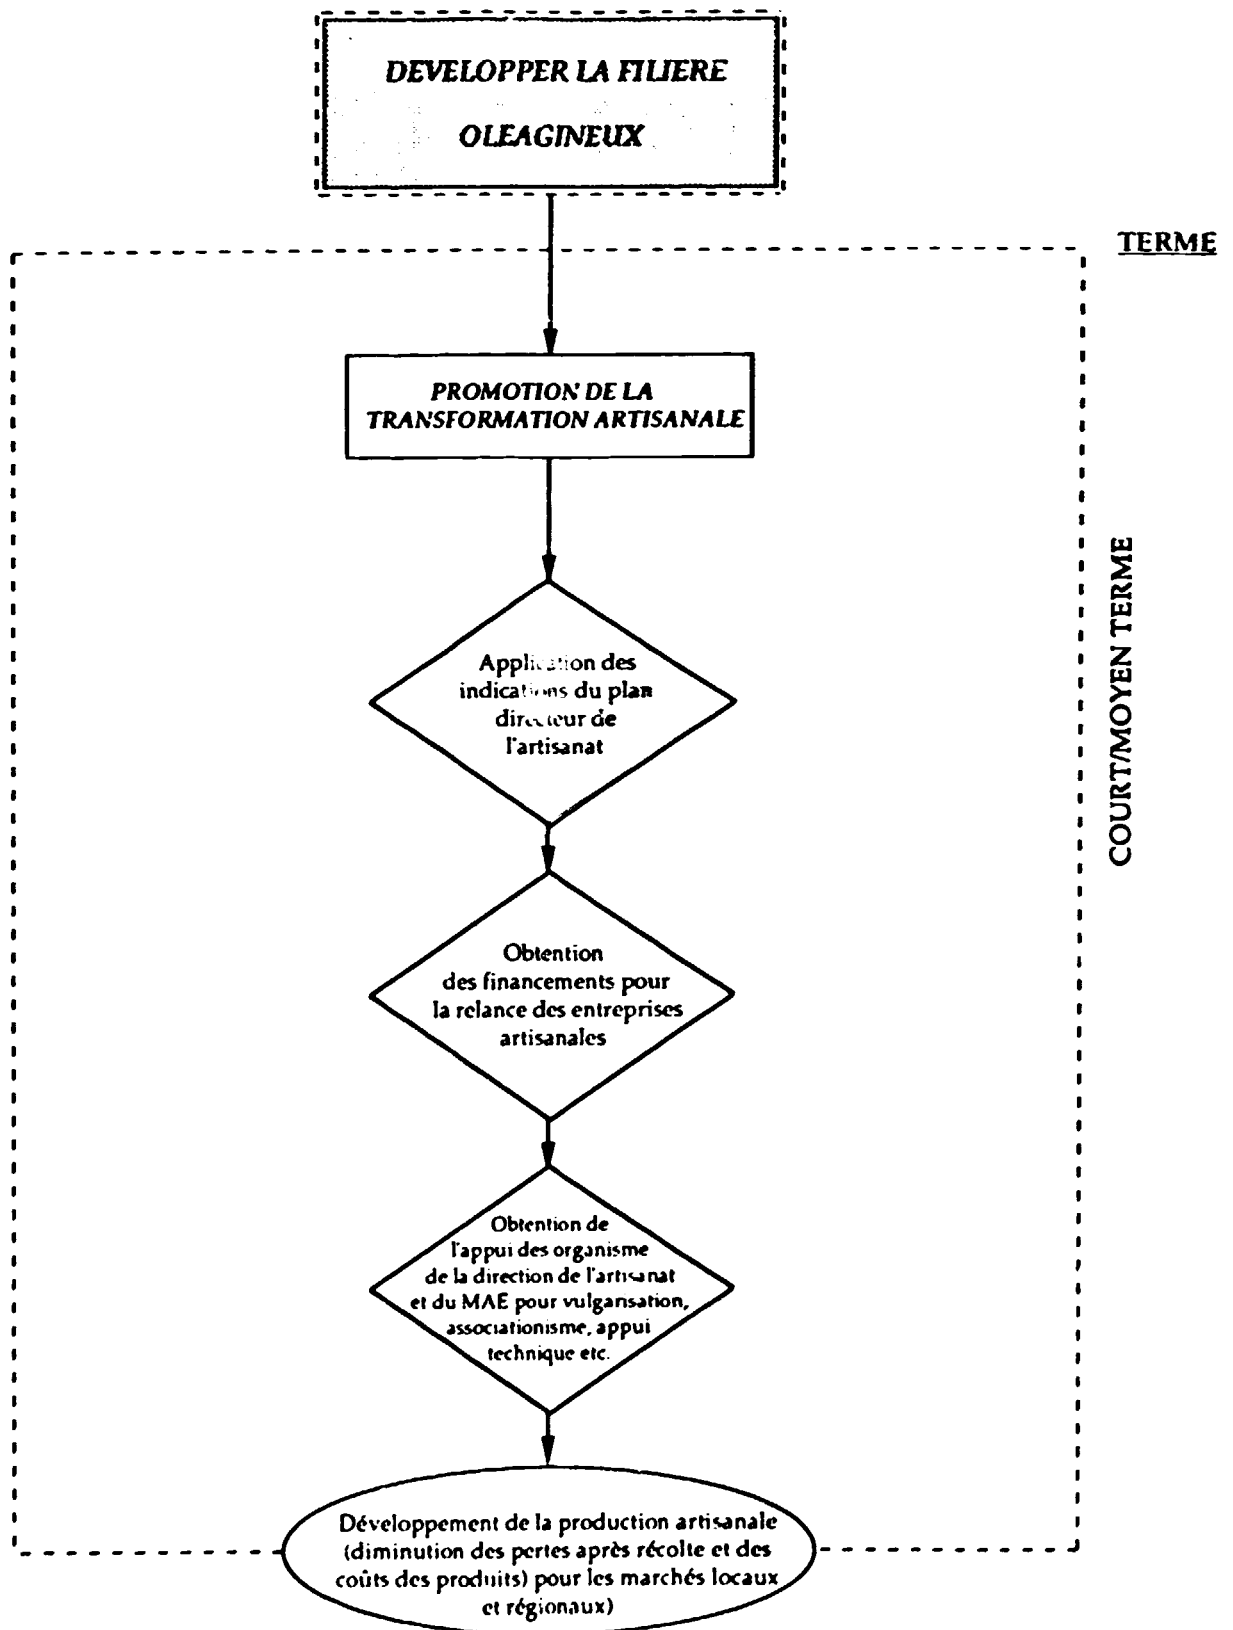 DEVELOPPER LA FILIERE
OLEAGINEUX
TERME
PROMOTION DE LA
TRANSFORMATION ARTISANALE
COURT/MOYEN TERME
Application des
indications du plan
directeur de
l'artisanat
Obtention
des financements pour
la relance des entreprises
artisanales
Obtention de
l'appui des organisme
de la direction de l'artisanat
et du MAE pour vulgarisation,
associationisme, appui
technique etc.
Développement de la production artisanale
(diminution des pertes après récolte et des
coûts des produits) pour les marchés locaux
et régionaux)